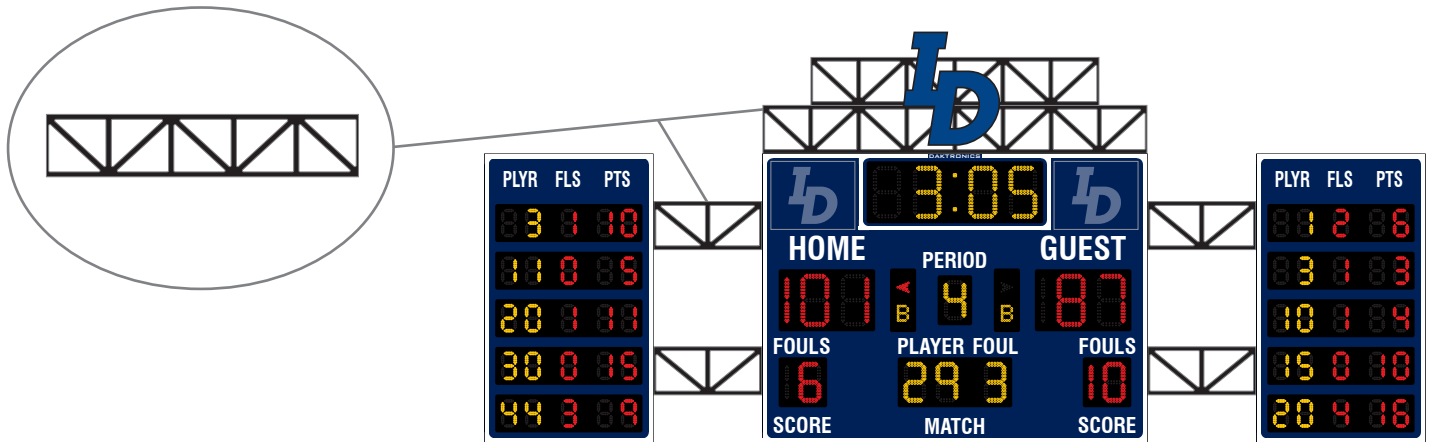 ID
PLYR FLS PTS
3 1 10
11 0 5
20 1 11
30 0 15
44 3 9
DAKTRONICS
ID 3:05 ID
HOME GUEST
PERIOD
101 4 87
B B
FOULS PLAYER FOUL FOULS
6 29 3 10
SCORE MATCH SCORE
PLYR FLS PTS
1 2 6
3 1 3
10 1 4
15 0 10
20 4 16